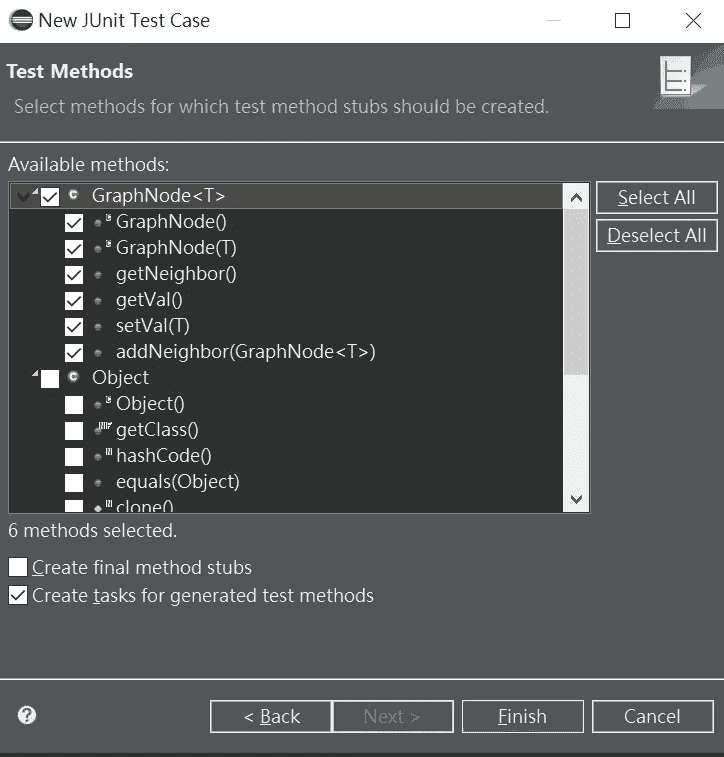 New JUnit Test Case
Test Methods
Select methods for which test method stubs should be created.
Available methods:
GraphNode<T>
GraphNode()
GraphNode(T)
getNeighbor()
getVal()
setVal(T)
addNeighbor(GraphNode<T>)
Object
Object()
getClass()
hashCode()
equals(Object)
clone()
Select All
Deselect All
6 methods selected.
Create final method stubs
Create tasks for generated test methods
< Back
Next >
Finish
Cancel